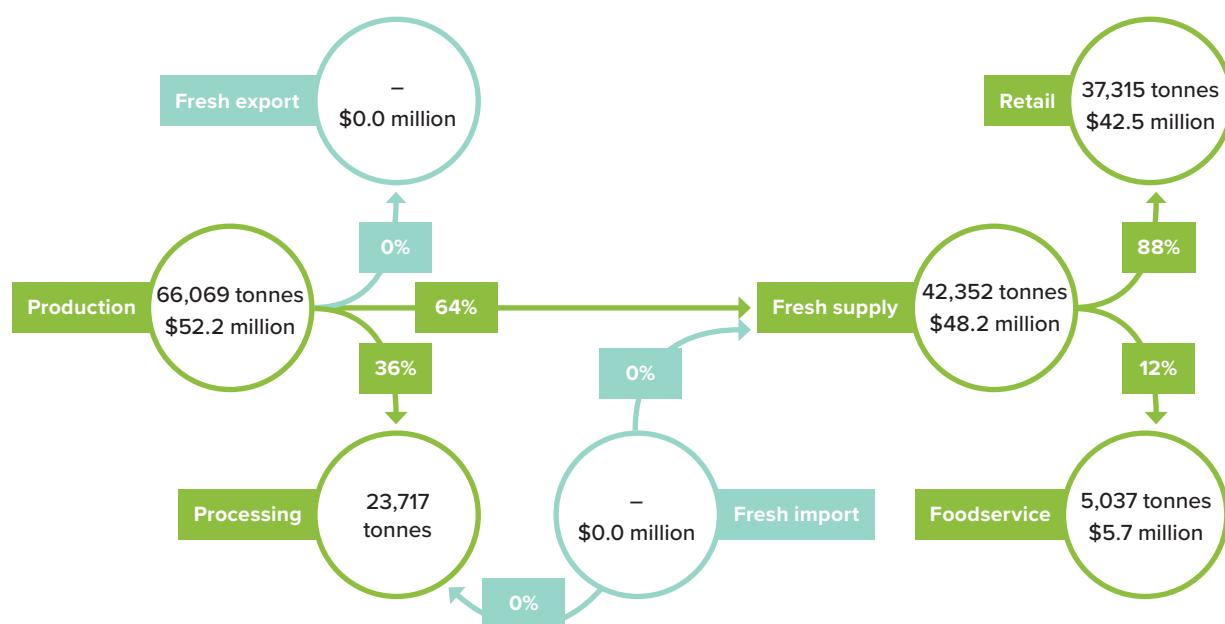 Fresh export
–
$0.0 million
Retail
37,315 tonnes
$42.5 million
0%
88%
Production
66,069 tonnes
$52.2 million
64%
Fresh supply
42,352 tonnes
$48.2 million
36%
0%
12%
Processing
23,717
tonnes
–
$0.0 million
Fresh import
Foodservice
5,037 tonnes
$5.7 million
0%